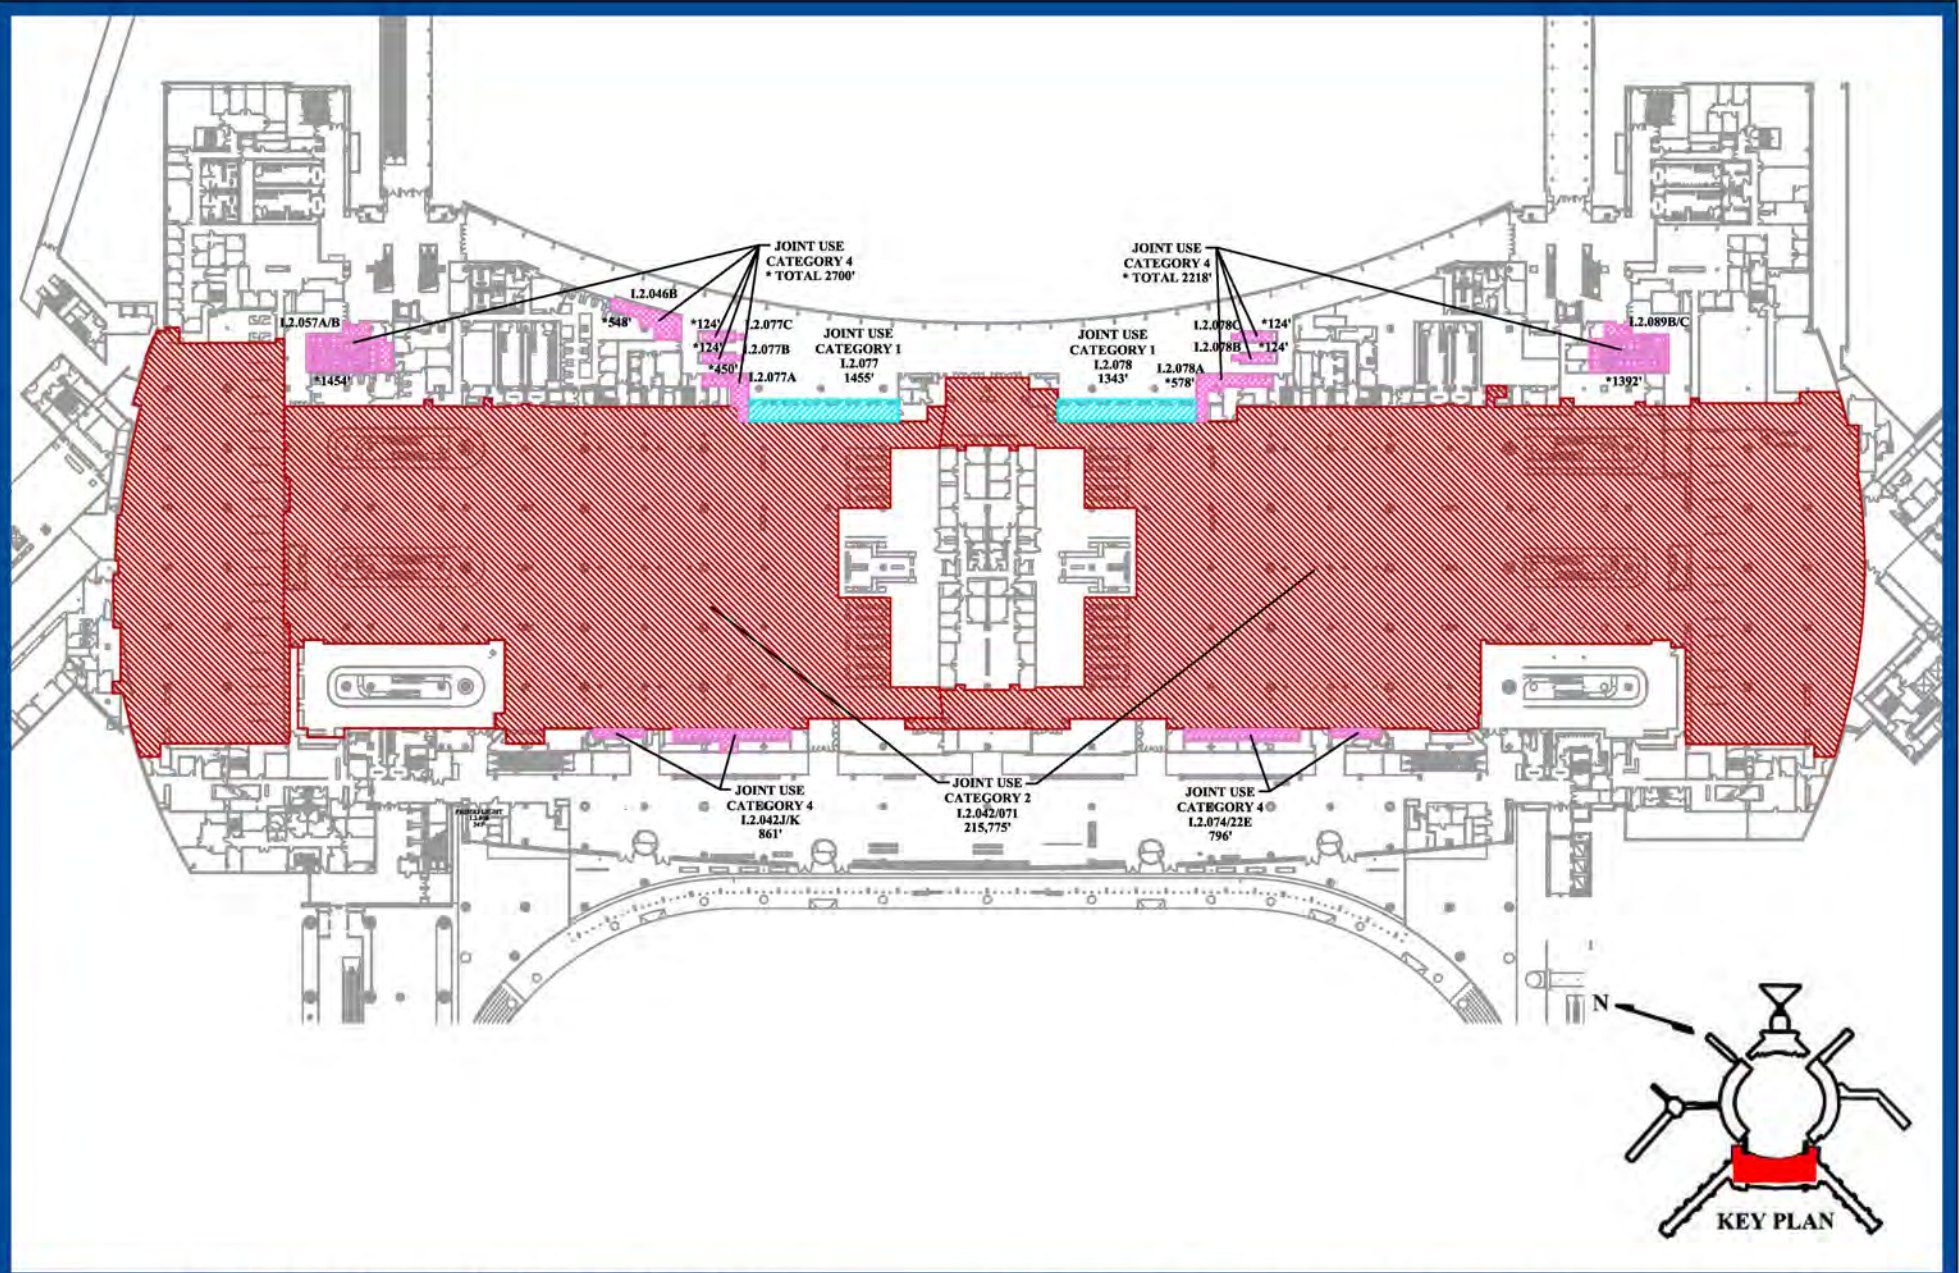 JOINT USE
CATEGORY 4
* TOTAL 2700'
JOINT USE
CATEGORY 4
* TOTAL 2218'
I.2.046B
*548'
I.2.057A/B
*1454'
*124'
I.2.077C
*124'
I.2.077B
*450'
I.2.077A
JOINT USE
CATEGORY 1
I.2.077
1455'
JOINT USE
CATEGORY 1
I.2.078
1343'
I.2.078C
*124'
I.2.078B
*124'
I.2.078A
*578'
I.2.089B/C
*1392'
JOINT USE
CATEGORY 4
I.2.042J/K
861'
JOINT USE
CATEGORY 2
I.2.042/071
215,775'
JOINT USE
CATEGORY 4
I.2.074/22E
796'
N
KEY PLAN